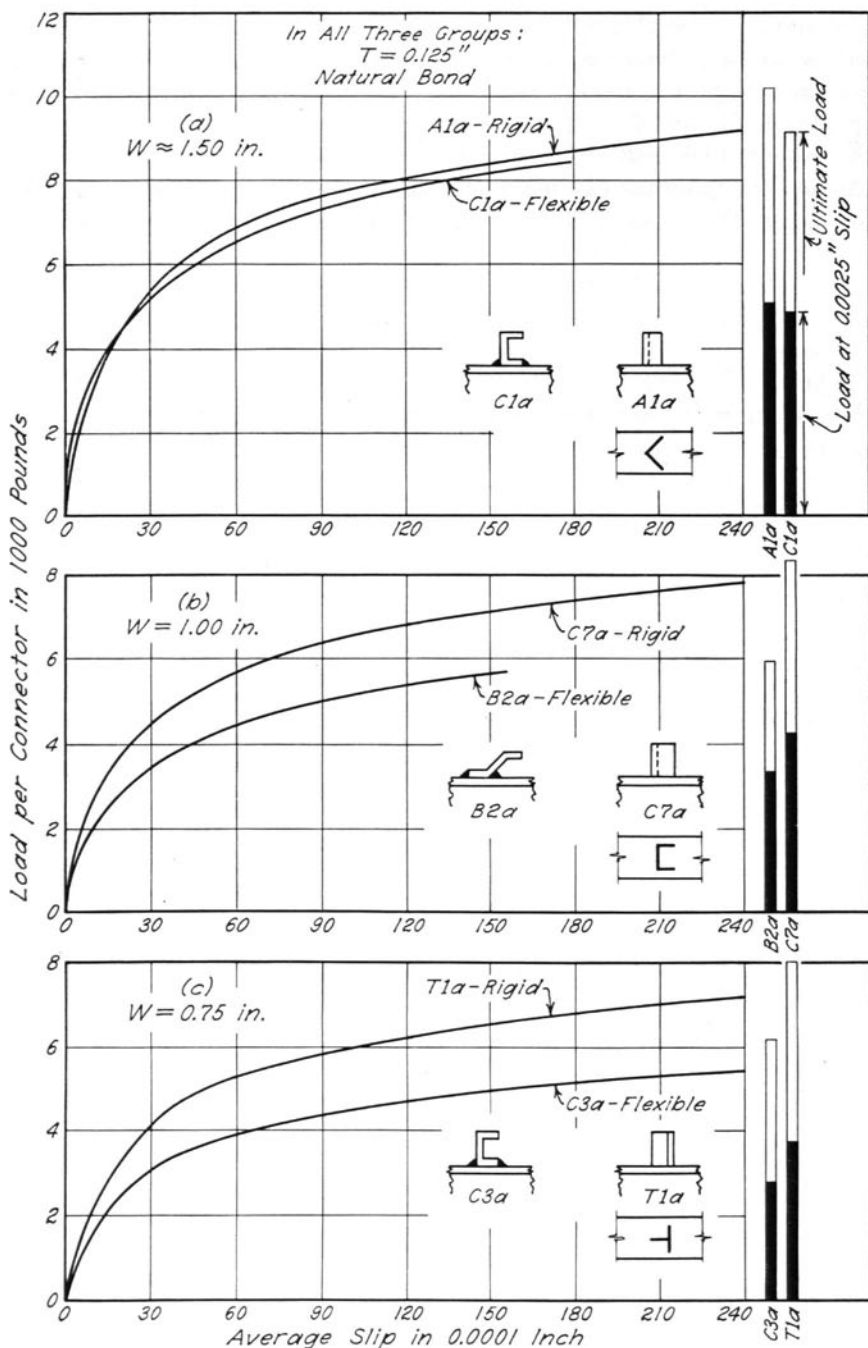 In All Three Groups:
T = 0.125"
Natural Bond
(a)
W ≈ 1.50 in.
A1a-Rigid
C1a-Flexible
12
10
8
6
4
2
0
C1a
A1a
0 30 60 90 120 150 180 210 240
A1a
C1a
Ultimate Load
Load at 0.0025" Slip
Load per Connector in 1000 Pounds
(b)
W = 1.00 in.
C7a-Rigid
B2a-Flexible
8
6
4
2
0
B2a
C7a
0 30 60 90 120 150 180 210 240
B2a
C7a
(c)
W = 0.75 in.
T1a-Rigid
C3a-Flexible
8
6
4
2
0
C3a
T1a
0 30 60 90 120 150 180 210 240
C3a
T1a
Average Slip in 0.0001 Inch